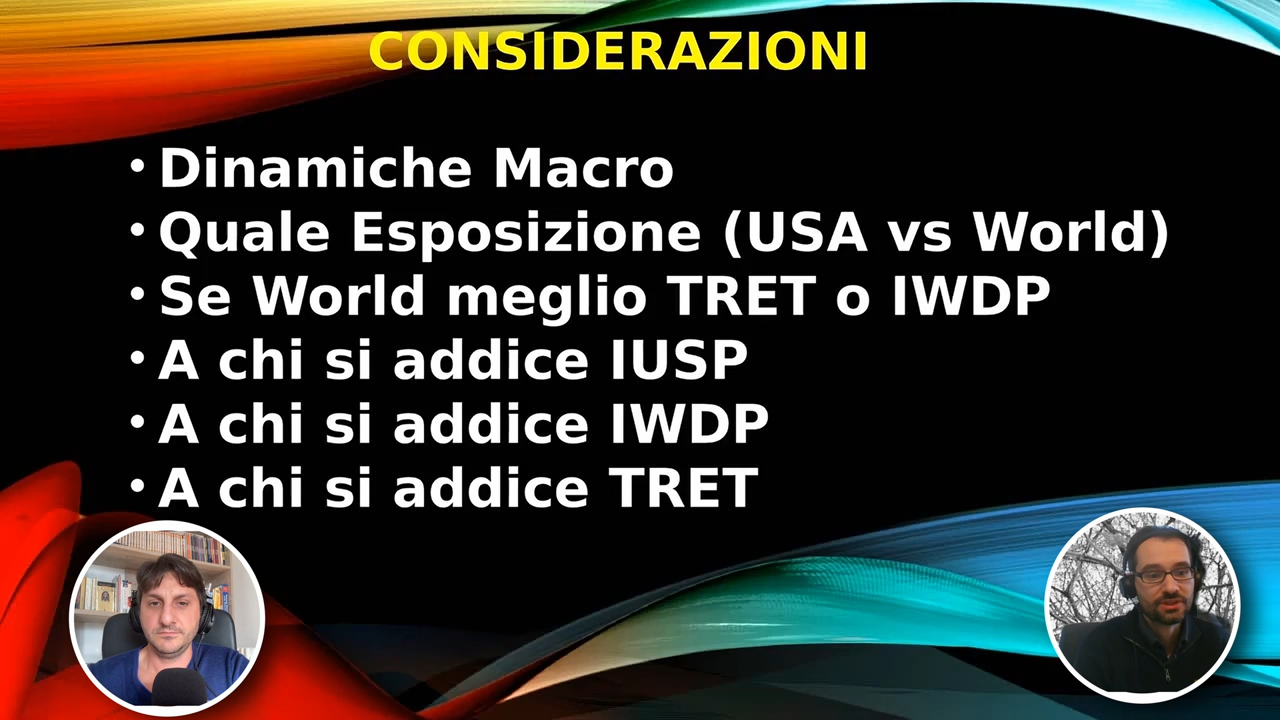 CONSIDERAZIONI
• Dinamiche Macro
• Quale Esposizione (USA vs World)
• Se World meglio TRET o IWDP
• A chi si addice IUSP
• A chi si addice IWDP
• A chi si addice TRET